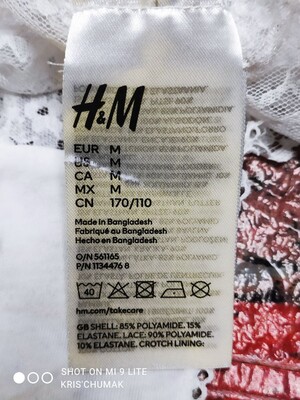 H&M
EUR M
US M
CA M
MX M
CN 170/110
Made in Bangladesh
Fabriqué au Bangladesh
Hecho en Bangladesh
O/N 561165
P/N 1134476 8
40
hm.com/takecare
GB SHELL: 85% POLYAMIDE, 15%
ELASTANE, LACE: 90% POLYAMIDE,
10% ELASTANE, CROTCH LINING:
SHOT ON MI 9 LITE
KRIS'CHUMAK